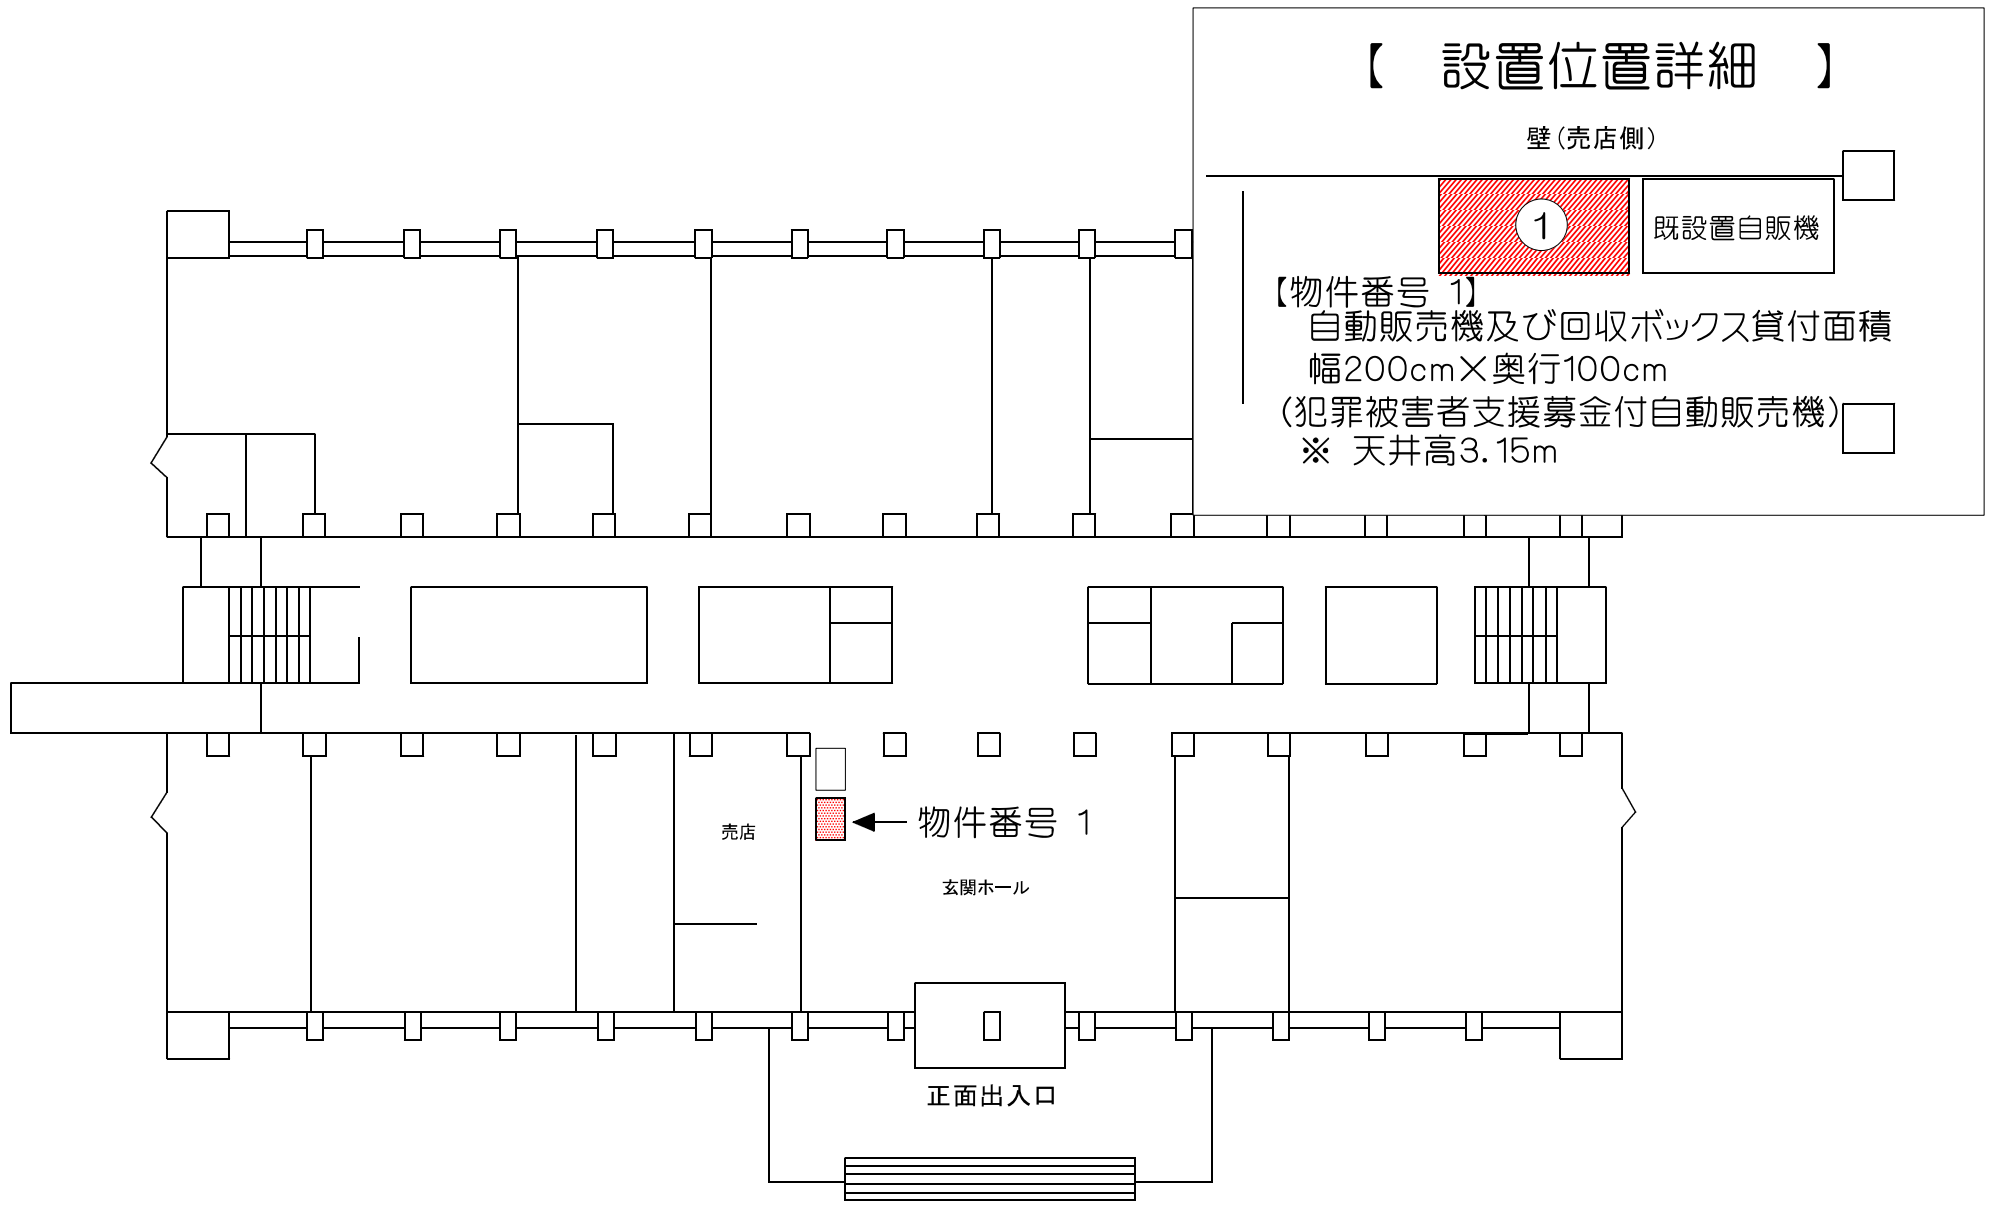 【　設置位置詳細　】
壁(売店側)
1
既設置自販機
【物件番号 1】
自動販売機及び回収ボックス貸付面積
幅200cm×奥行100cm
(犯罪被害者支援募金付自動販売機)
※ 天井高3.15m
物件番号 1
売店
玄関ホール
正面出入口